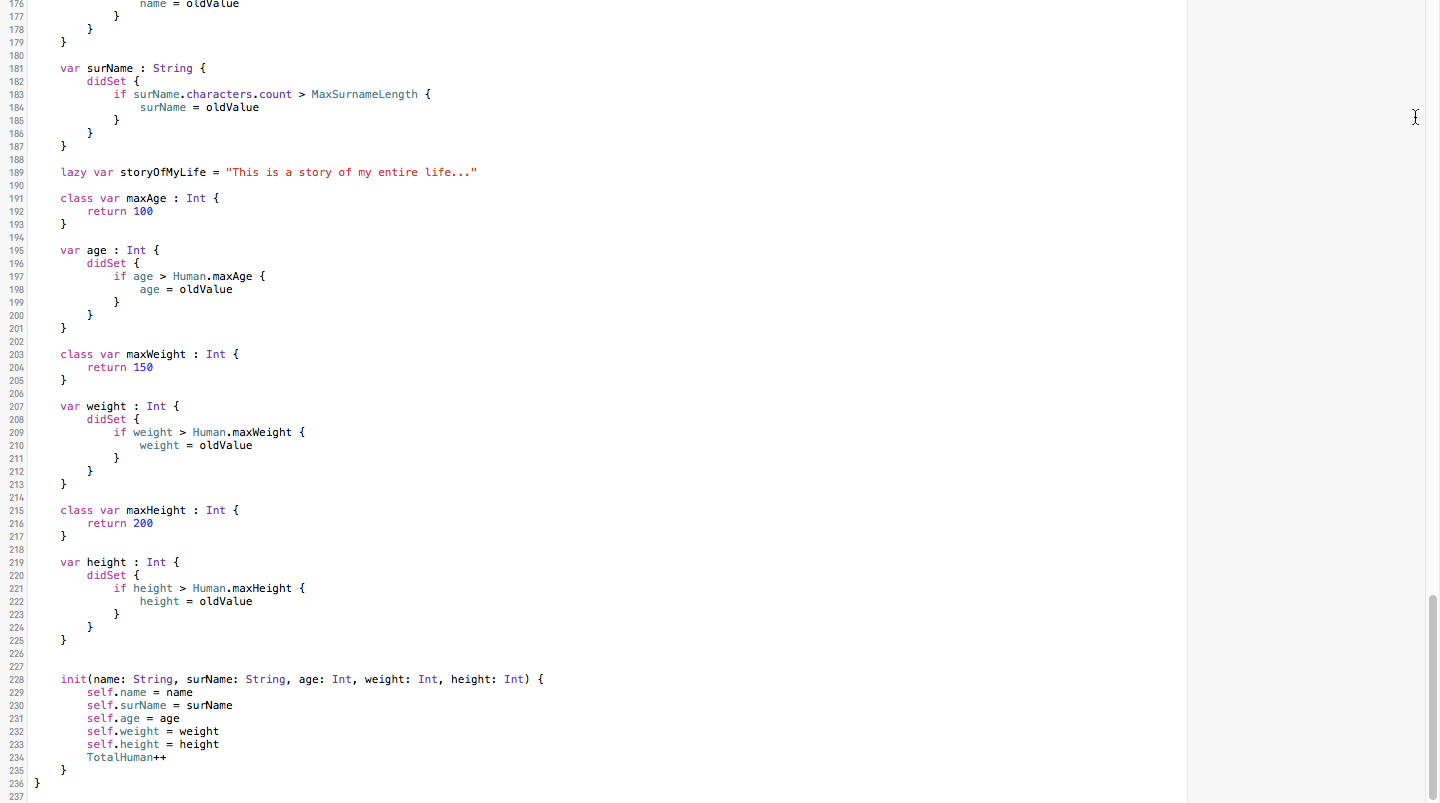 176                 name = oldValue
177             }
178         }
179     }
180
181     var surName : String {
182         didSet {
183             if surName.characters.count > MaxSurnameLength {
184                 surName = oldValue
185             }
186         }
187     }
188
189     lazy var storyOfMyLife = "This is a story of my entire life..."
190
191     class var maxAge : Int {
192         return 100
193     }
194
195     var age : Int {
196         didSet {
197             if age > Human.maxAge {
198                 age = oldValue
199             }
200         }
201     }
202
203     class var maxWeight : Int {
204         return 150
205     }
206
207     var weight : Int {
208         didSet {
209             if weight > Human.maxWeight {
210                 weight = oldValue
211             }
212         }
213     }
214
215     class var maxHeight : Int {
216         return 200
217     }
218
219     var height : Int {
220         didSet {
221             if height > Human.maxHeight {
222                 height = oldValue
223             }
224         }
225     }
226
227
228     init(name: String, surName: String, age: Int, weight: Int, height: Int) {
229         self.name = name
230         self.surName = surName
231         self.age = age
232         self.weight = weight
233         self.height = height
234         TotalHuman++
235     }
236 }
237